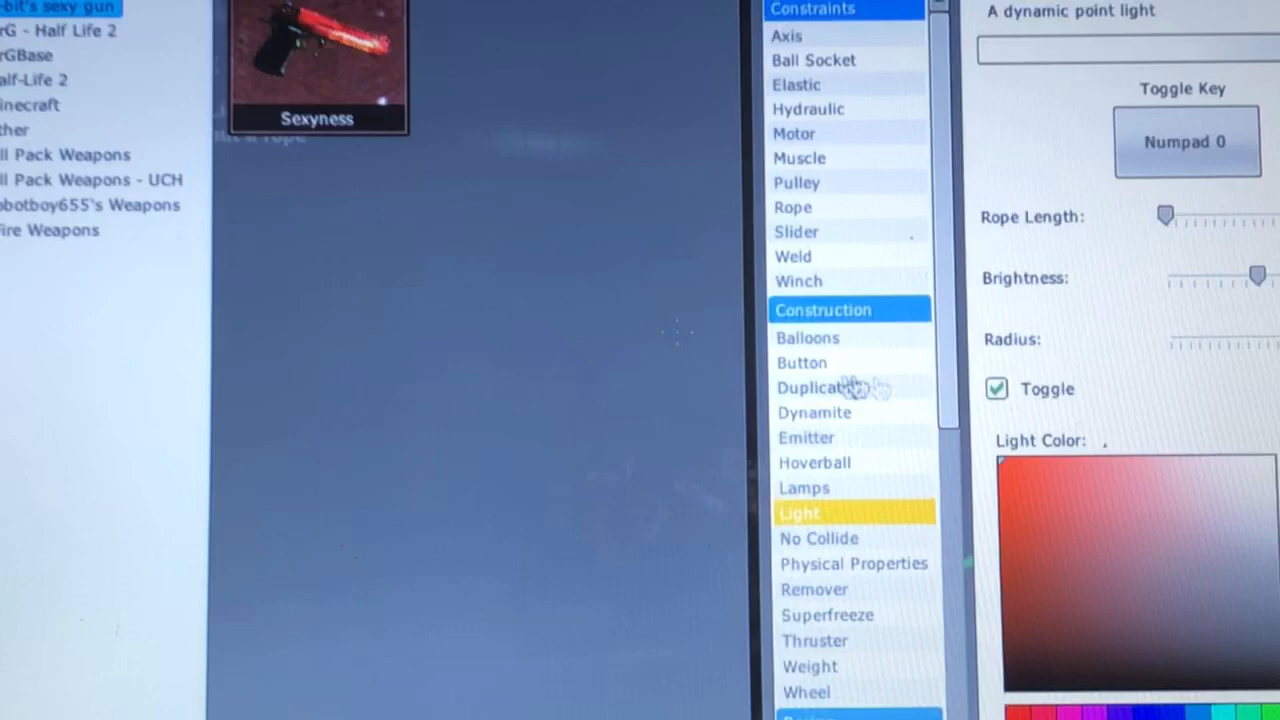 -bit's sexy gun
rG - Half Life 2
rGBase
alf-Life 2
inecraft
ther
ll Pack Weapons
ll Pack Weapons - UCH
obotboy655's Weapons
Fire Weapons
Sexyness
a rope
Constraints
Axis
Ball Socket
Elastic
Hydraulic
Motor
Muscle
Pulley
Rope
Slider
Weld
Winch
Construction
Balloons
Button
Duplicat
Dynamite
Emitter
Hoverball
Lamps
Light
No Collide
Physical Properties
Remover
Superfreeze
Thruster
Weight
Wheel
A dynamic point light
Toggle Key
Numpad 0
Rope Length:
Brightness:
Radius:
Toggle
Light Color: